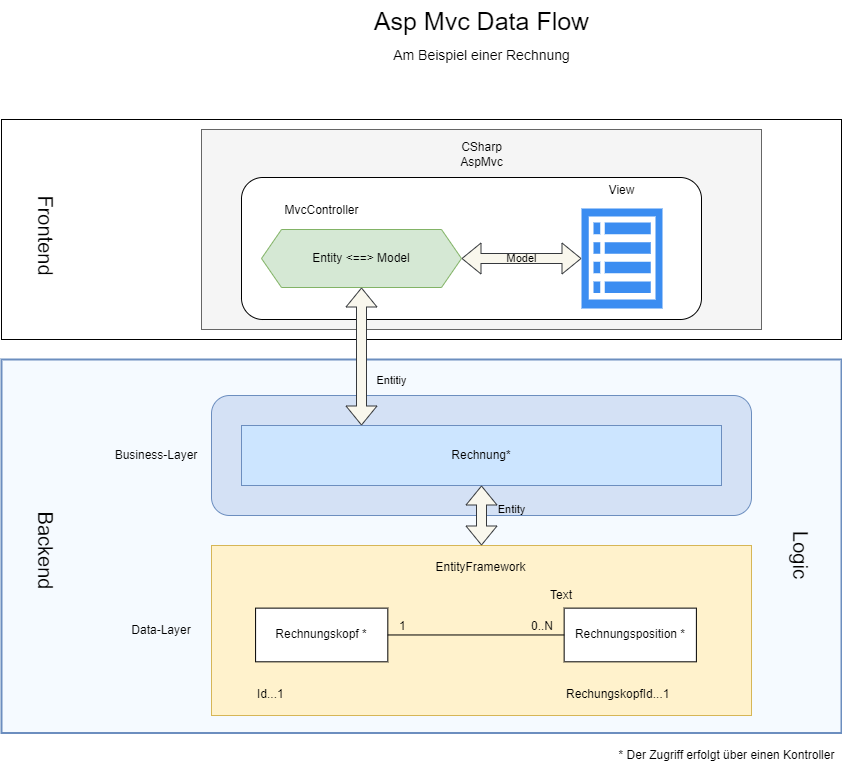 Asp Mvc Data Flow
Am Beispiel einer Rechnung
Frontend
CSharp
AspMvc
View
MvcController
Entity <==> Model
Model
Entitiy
Backend
Logic
Business-Layer
Rechnung*
Entity
EntityFramework
Text
Data-Layer
Rechnungskopf *
1
0..N
Rechnungsposition *
Id...1
RechungskopfId...1
* Der Zugriff erfolgt über einen Kontroller